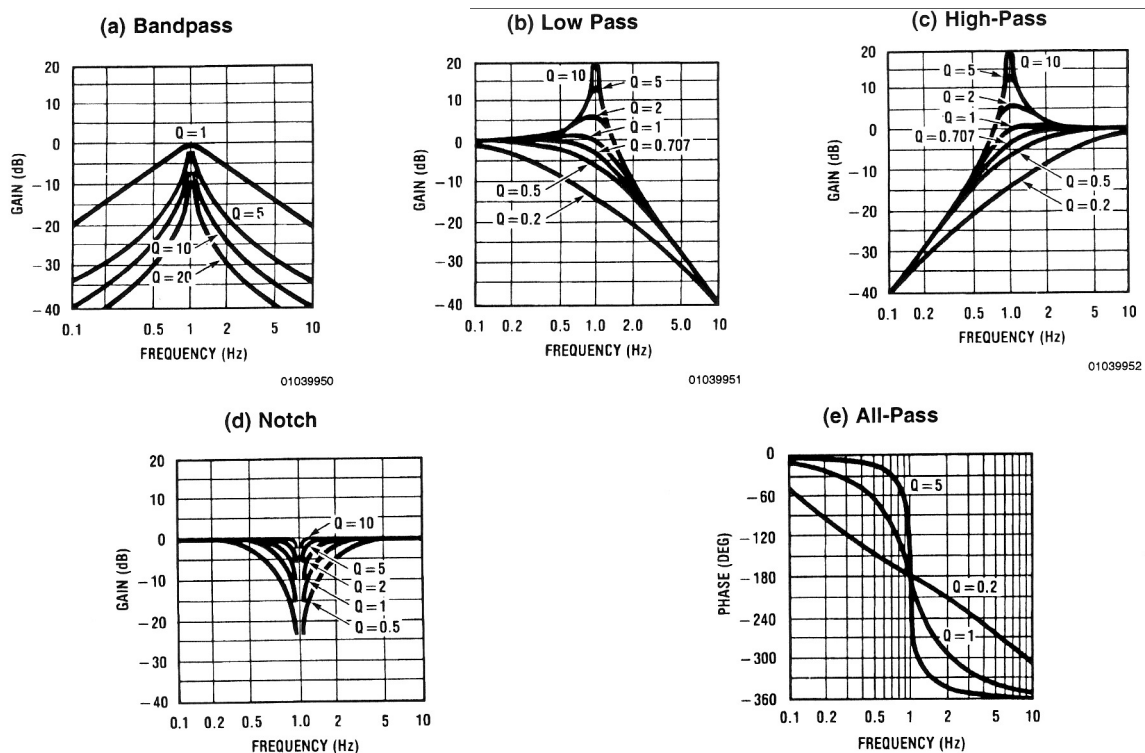 (a) Bandpass
20
10
0
−10
−20
−30
−40
GAIN (dB)
Q = 1
Q = 5
Q = 10
Q = 20
0.1 0.5 1 2 5 10
FREQUENCY (Hz)
01039950
(b) Low Pass
20
10
0
−10
−20
−30
−40
GAIN (dB)
Q = 10
Q = 5
Q = 2
Q = 1
Q = 0.707
Q = 0.5
Q = 0.2
0.1 0.2 0.5 1.0 2.0 5.0 10
FREQUENCY (Hz)
01039951
(c) High-Pass
20
10
0
−10
−20
−30
−40
GAIN (dB)
Q = 5
Q = 10
Q = 2
Q = 1
Q = 0.707
Q = 0.5
Q = 0.2
0.1 0.2 0.5 1.0 2 5 10
FREQUENCY (Hz)
01039952
(d) Notch
20
10
0
−10
−20
−30
−40
GAIN (dB)
Q = 10
Q = 5
Q = 2
Q = 1
Q = 0.5
0.1 0.2 0.5 1.0 2 5 10
FREQUENCY (Hz)
(e) All-Pass
0
−60
−120
−180
−240
−300
−360
PHASE (DEG)
Q = 5
Q = 0.2
Q = 1
0.1 0.2 0.5 1 2 5 10
FREQUENCY (Hz)